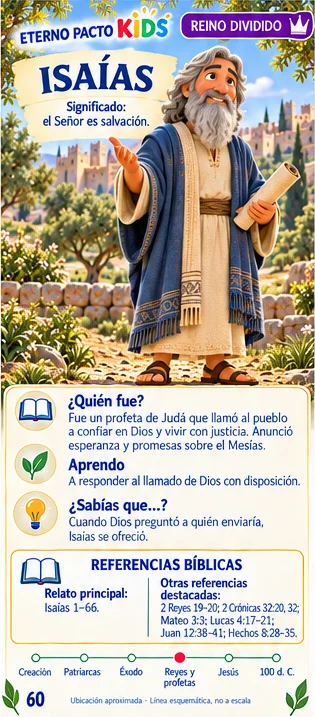 ETERNO PACTO KIDS
REINO DIVIDIDO
ISAÍAS
Significado:
el Señor es salvación.
¿Quién fue?
Fue un profeta de Judá que llamó al pueblo
a confiar en Dios y vivir con justicia. Anunció
esperanza y promesas sobre el Mesías.
Aprendo
A responder al llamado de Dios con disposición.
¿Sabías que...?
Cuando Dios preguntó a quién enviaría,
Isaías se ofreció.
REFERENCIAS BÍBLICAS
Relato principal:
Isaías 1–66.
Otras referencias
destacadas:
2 Reyes 19–20; 2 Crónicas 32:20, 32;
Mateo 3:3; Lucas 4:17–21;
Juan 12:38–41; Hechos 8:28–35.
Creación
Patriarcas
Éxodo
Reyes y
profetas
Jesús
100 d. C.
60
Ubicación aproximada · Línea esquemática, no a escala